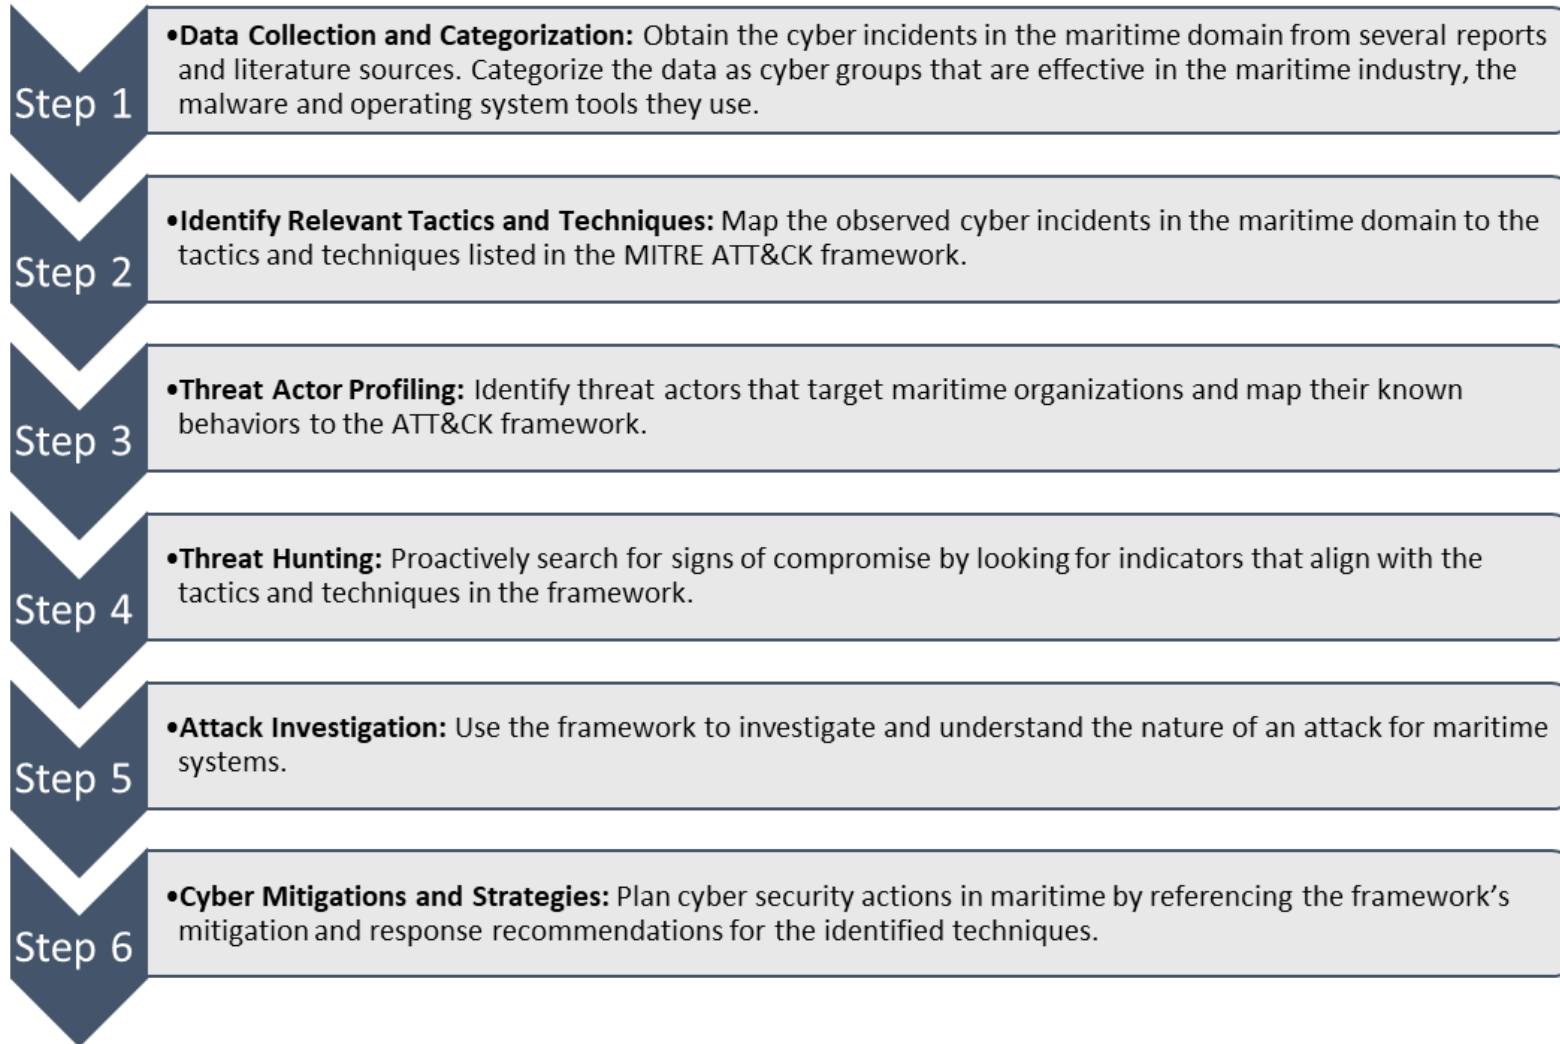 Step 1
•Data Collection and Categorization: Obtain the cyber incidents in the maritime domain from several reports
and literature sources. Categorize the data as cyber groups that are effective in the maritime industry, the
malware and operating system tools they use.
Step 2
•Identify Relevant Tactics and Techniques: Map the observed cyber incidents in the maritime domain to the
tactics and techniques listed in the MITRE ATT&CK framework.
Step 3
•Threat Actor Profiling: Identify threat actors that target maritime organizations and map their known
behaviors to the ATT&CK framework.
Step 4
•Threat Hunting: Proactively search for signs of compromise by looking for indicators that align with the
tactics and techniques in the framework.
Step 5
•Attack Investigation: Use the framework to investigate and understand the nature of an attack for maritime
systems.
Step 6
•Cyber Mitigations and Strategies: Plan cyber security actions in maritime by referencing the framework’s
mitigation and response recommendations for the identified techniques.